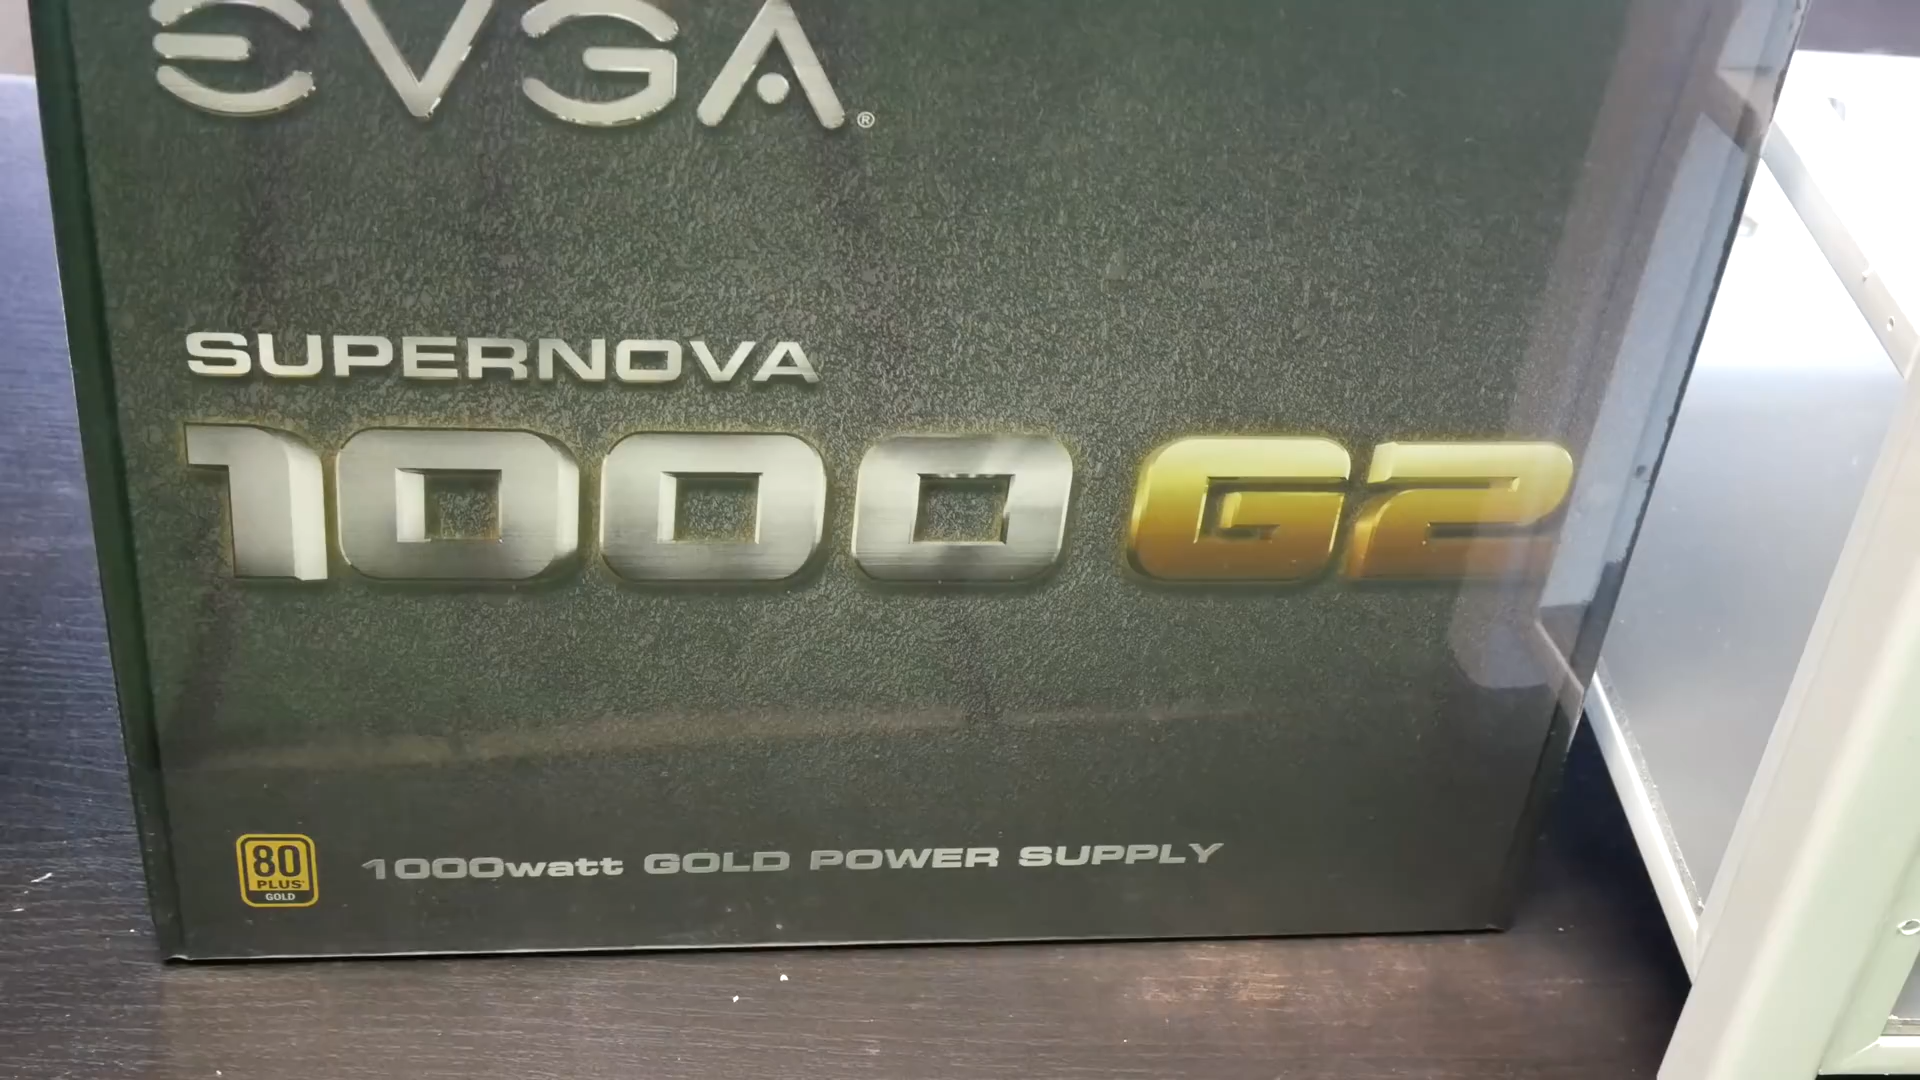 EVGA®
SUPERNOVA
1000 G2
80
PLUS
GOLD
1000watt GOLD POWER SUPPLY